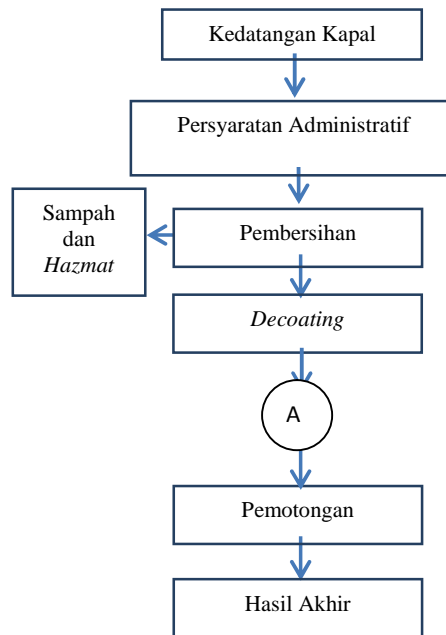 Kedatangan Kapal
Persyaratan Administratif
Sampah
dan
Hazmat
Pembersihan
Decoating
A
Pemotongan
Hasil Akhir